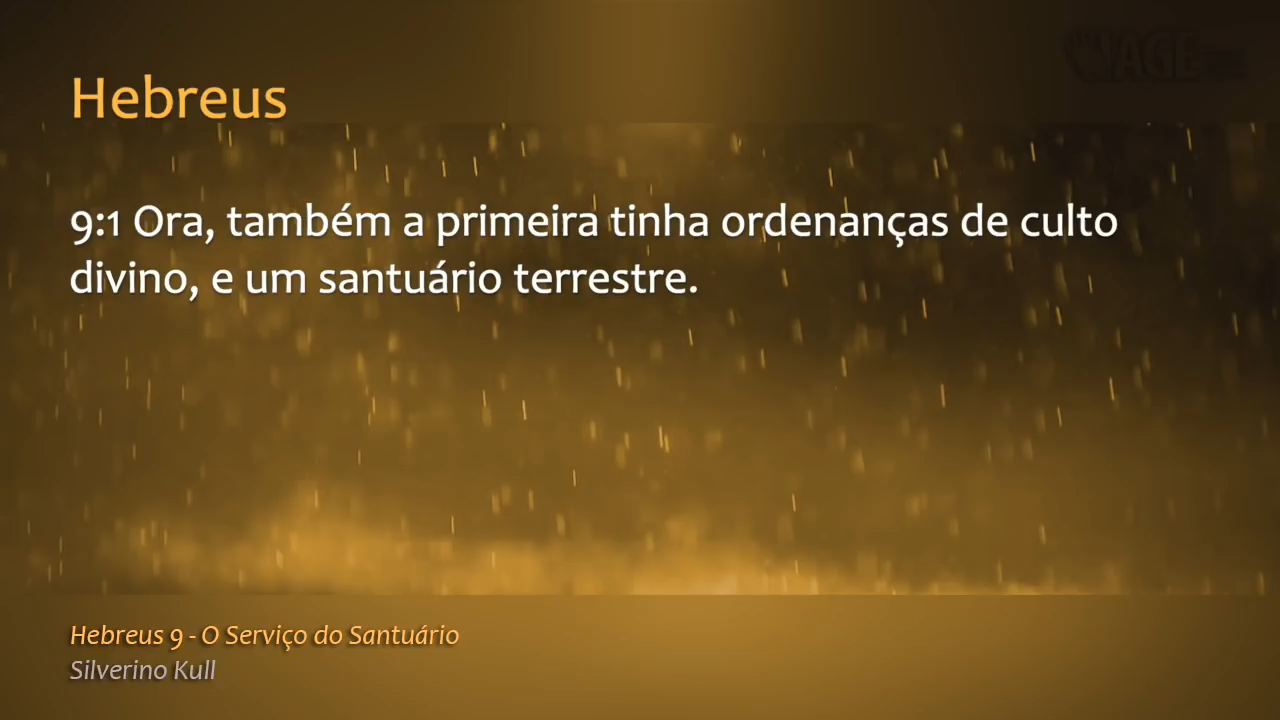 Hebreus
9:1 Ora, também a primeira tinha ordenanças de culto
divino, e um santuário terrestre.
Hebreus 9 - O Serviço do Santuário
Silverino Kull